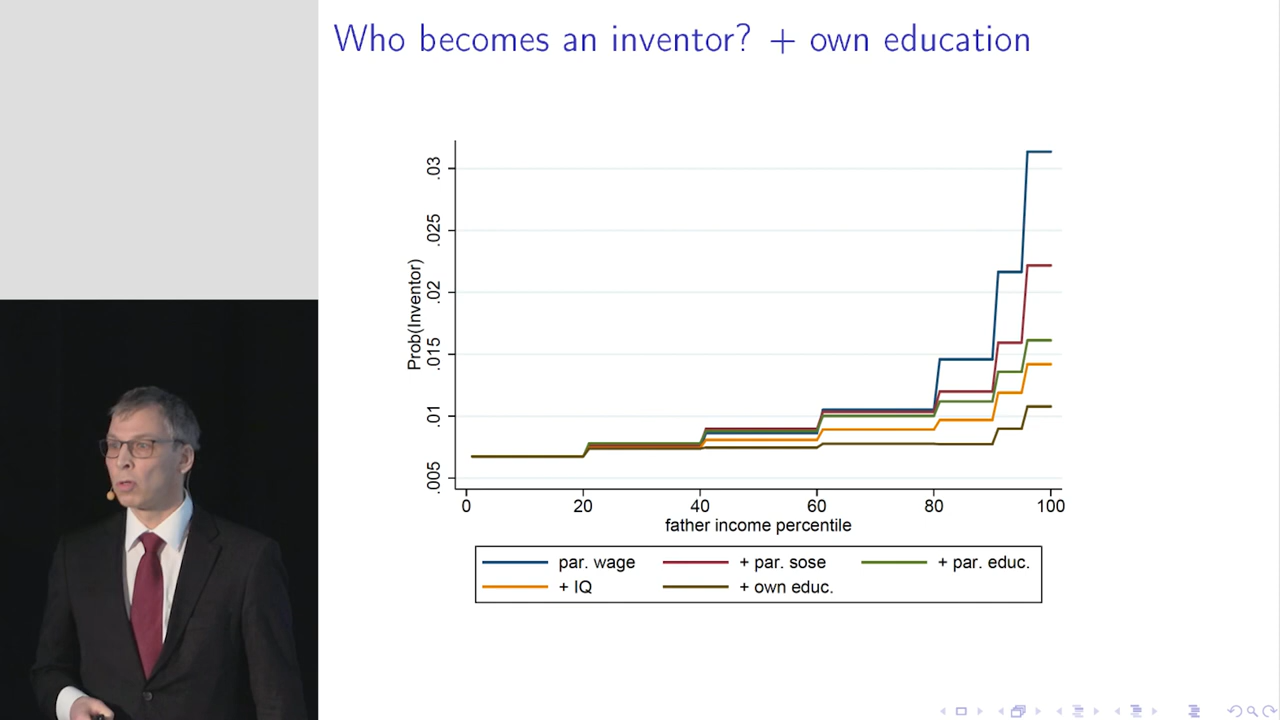 Who becomes an inventor? + own education
Prob(Inventor)
.03
.025
.02
.015
.01
.005
0 20 40 60 80 100
father income percentile
par. wage + par. sose + par. educ.
+ IQ + own educ.